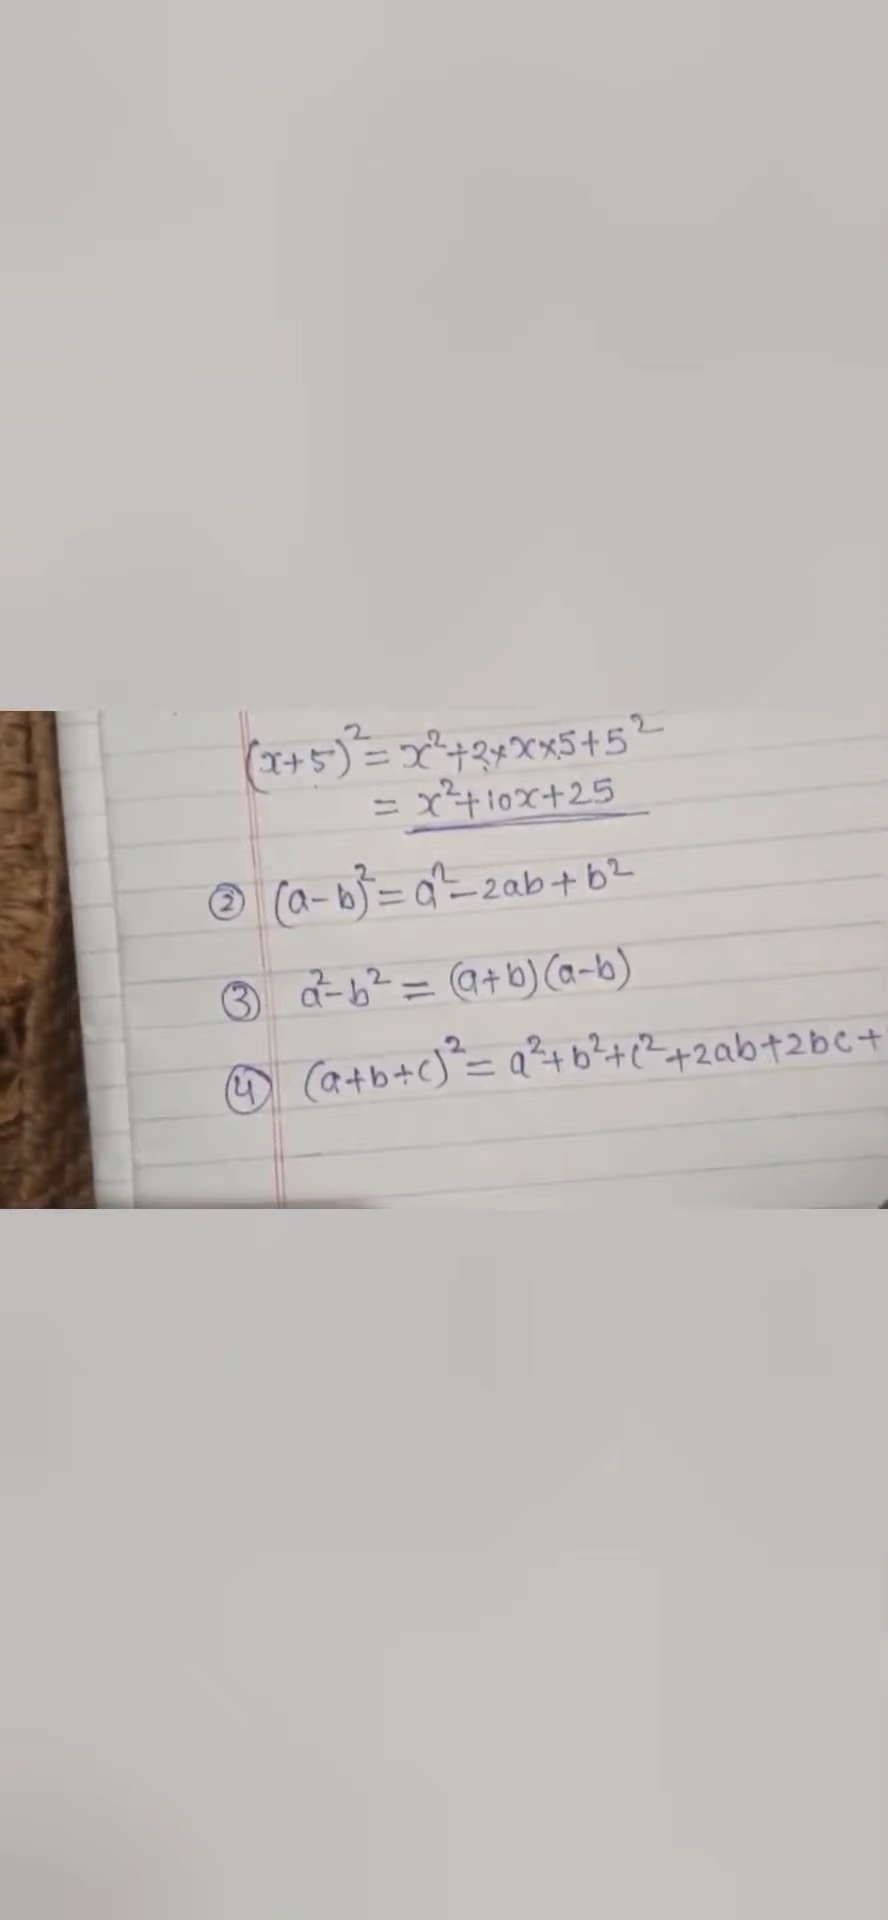 (x+5)² = x²+2×x×5+5²
= x²+10x+25
② (a-b)² = a²-2ab+b²
③ a²-b² = (a+b)(a-b)
④ (a+b+c)² = a²+b²+c²+2ab+2bc+